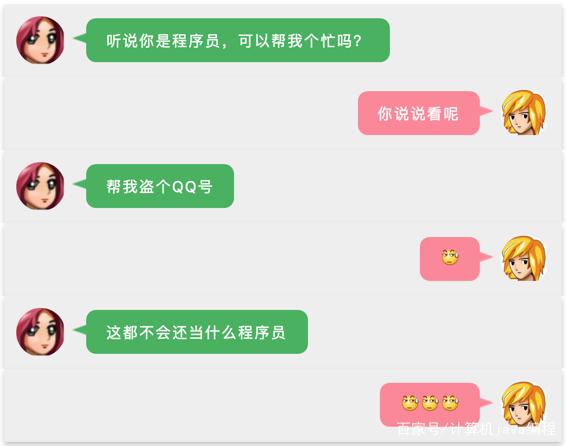 听说你是程序员，可以帮我个忙吗？
你说说看呢
帮我盗个QQ号
这都不会还当什么程序员
百家号/计算机java编程